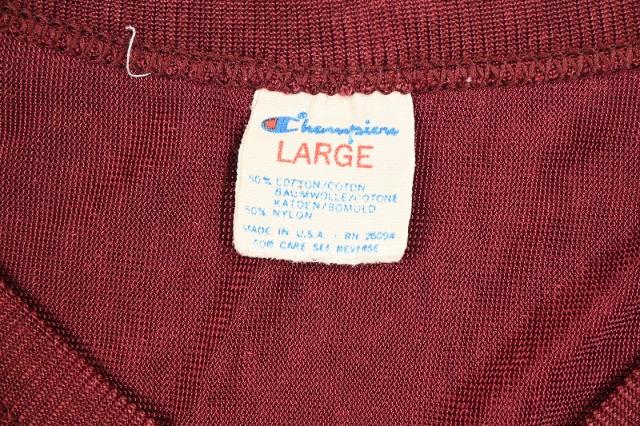 Champion
LARGE
50% COTTON/COTON
BAUMWOLLE/COTONE
KATOEN/BOMULD
50% NYLON
MADE IN U.S.A. - RN 26094
FOR CARE SEE REVERSE